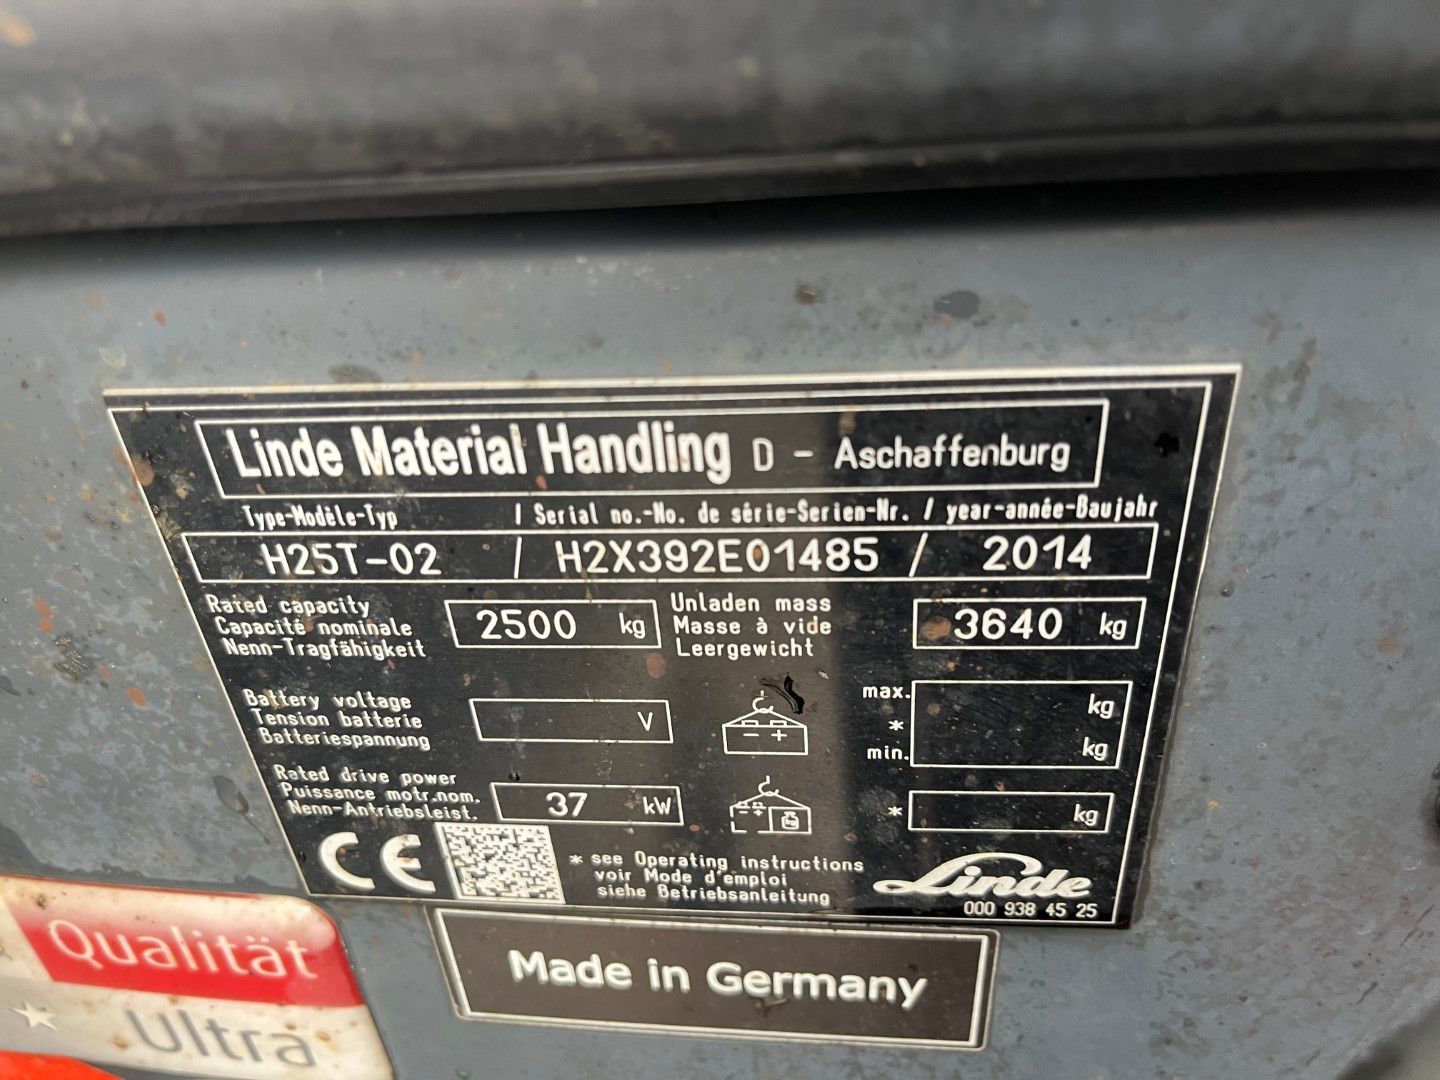 Linde Material Handling D - Aschaffenburg
Type-Modèle-Typ / Serial no.-No. de série-Serien-Nr. / year-année-Baujahr
H25T-02 / H2X392E01485 / 2014
Rated capacity
Capacité nominale
Nenn-Tragfähigkeit
2500 kg
Unladen mass
Masse à vide
Leergewicht
3640 kg
Battery voltage
Tension batterie
Batteriespannung
V
- +
max. kg
*
min. kg
Rated drive power
Puissance motr.nom.
Nenn-Antriebsleist.
37 kW
- +
kg
* kg
CE
* see Operating instructions
voir Mode d'emploi
siehe Betriebsanleitung
Linde
000 938 45 25
Made in Germany
Qualität
Ultra